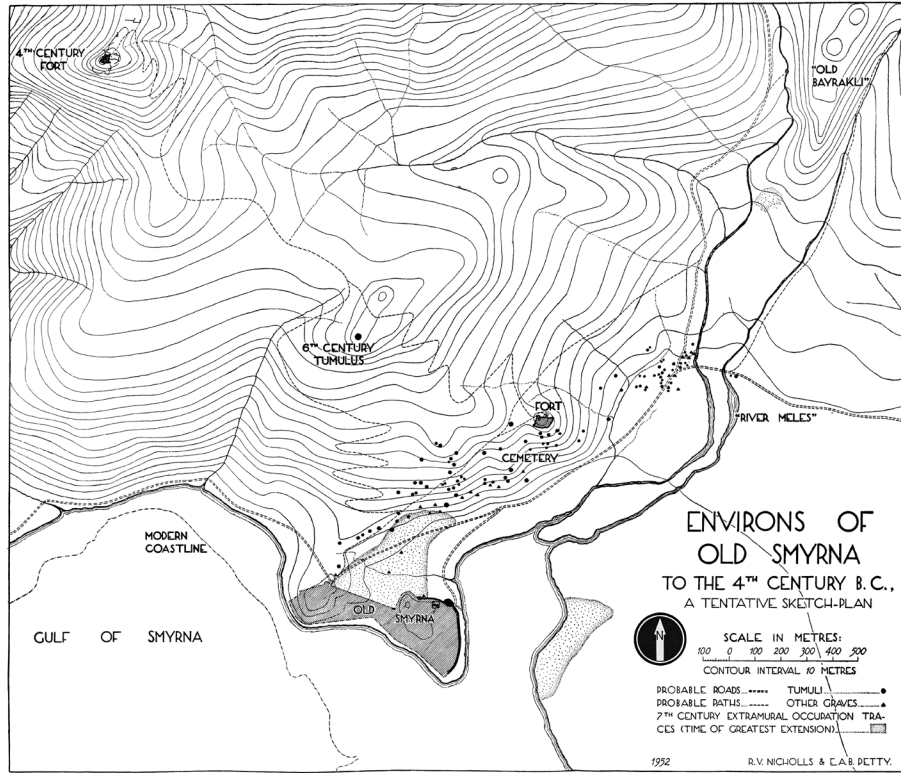 4TH CENTURY
FORT
"OLD
BAYRAKLI"
6TH CENTURY
TUMULUS
FORT
CEMETERY
"RIVER MELES"
MODERN
COASTLINE
OLD
SMYRNA
GULF OF SMYRNA
ENVIRONS OF
OLD SMYRNA
TO THE 4TH CENTURY B.C.,
A TENTATIVE SKETCH-PLAN
N
SCALE IN METRES:
100 0 100 200 300 400 500
CONTOUR INTERVAL 10 METRES
PROBABLE ROADS
TUMULI
PROBABLE PATHS
OTHER GRAVES
7TH CENTURY EXTRAMURAL OCCUPATION TRA-
CES (TIME OF GREATEST EXTENSION)
1952
R.V. NICHOLLS & E.A.B. PETTY.